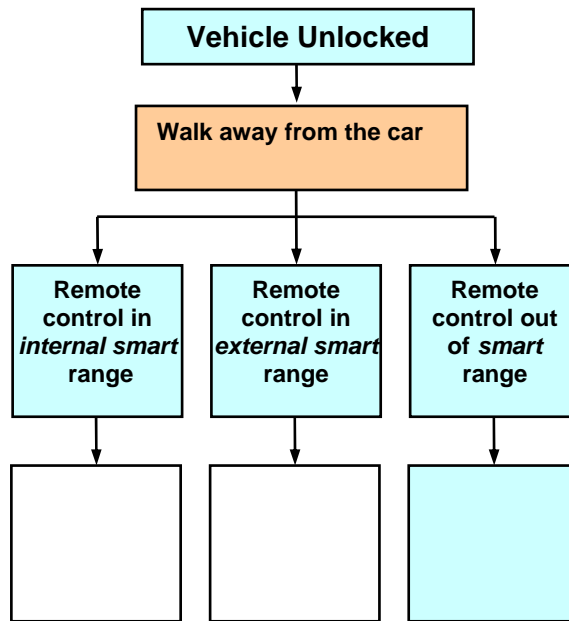 Vehicle Unlocked
Walk away from the car
Remote
control in
internal smart
range
Remote
control in
external smart
range
Remote
control out
of smart
range